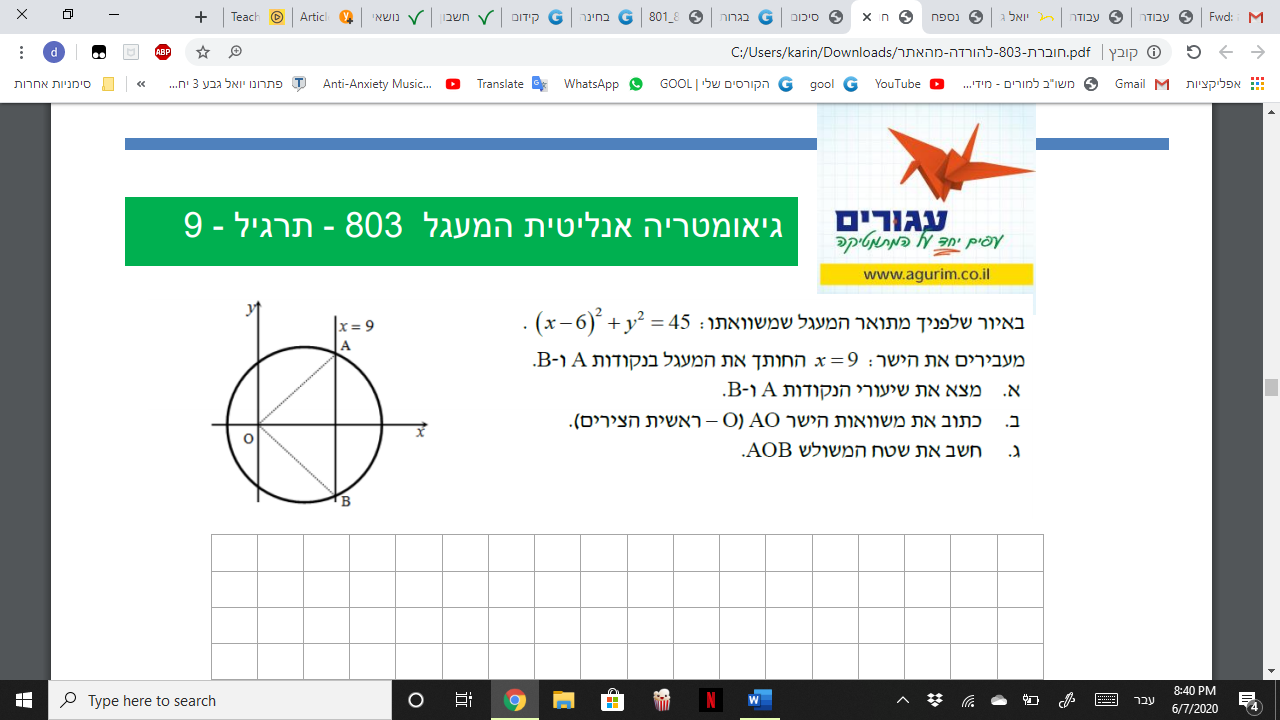 Teach
Artick
נושאי
חשבון
קידום
בחינה
בגרות
סיכום
801_8
חו
נספח
יואל ג
עבודה
עבודה
Fwd:
d
ABP
C:/Users/karin/Downloads/חוברת-803-להורדה-מהאתר.pdf
קובץ
אפליקציות
Gmail
משו"ב למורים - מידי...
YouTube
gool
GOOL | הקורסים שלי
WhatsApp
Translate
Anti-Anxiety Music...
פתרונו יואל גבע 3 יח...
«
סימניות אחרות
עגורים
עפים יחד על המתמטיקה
www.agurim.co.il
גיאומטריה אנליטית המעגל 803 - תרגיל - 9
באיור שלפניך מתואר המעגל שמשוואתו: (x−6)² + y² = 45 .
מעבירים את הישר: x = 9 החותך את המעגל בנקודות A ו-B.
א. מצא את שיעורי הנקודות A ו-B.
ב. כתוב את משוואות הישר AO (O – ראשית הצירים).
ג. חשב את שטח המשולש AOB.
y
x = 9
A
O
x
B
Type here to search
N
W
עבר
8:40 PM
6/7/2020
4